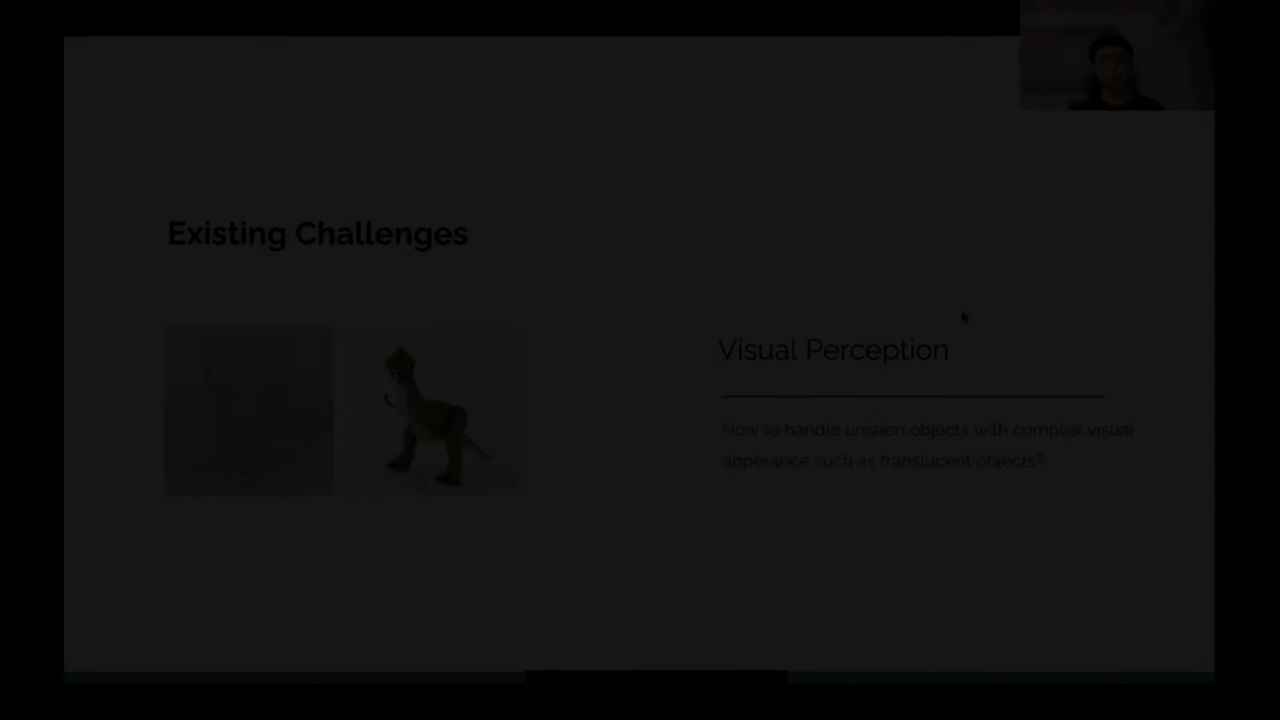 Existing Challenges
Visual Perception
How to handle unseen objects with complex visual
apperance such as translucent objects?